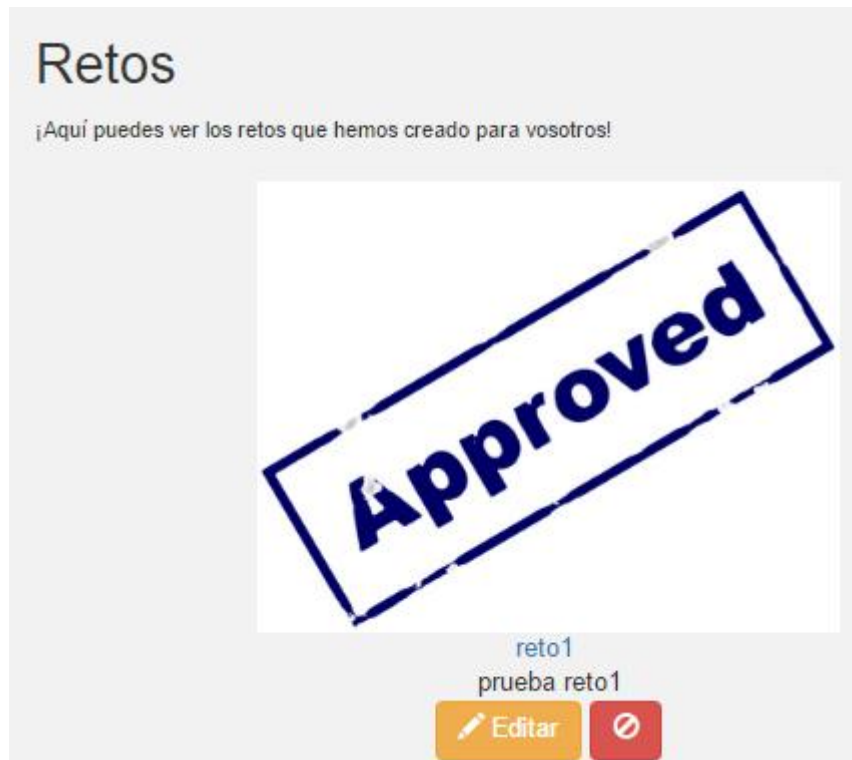 Retos
¡Aquí puedes ver los retos que hemos creado para vosotros!
Approved
reto1
prueba reto1
Editar